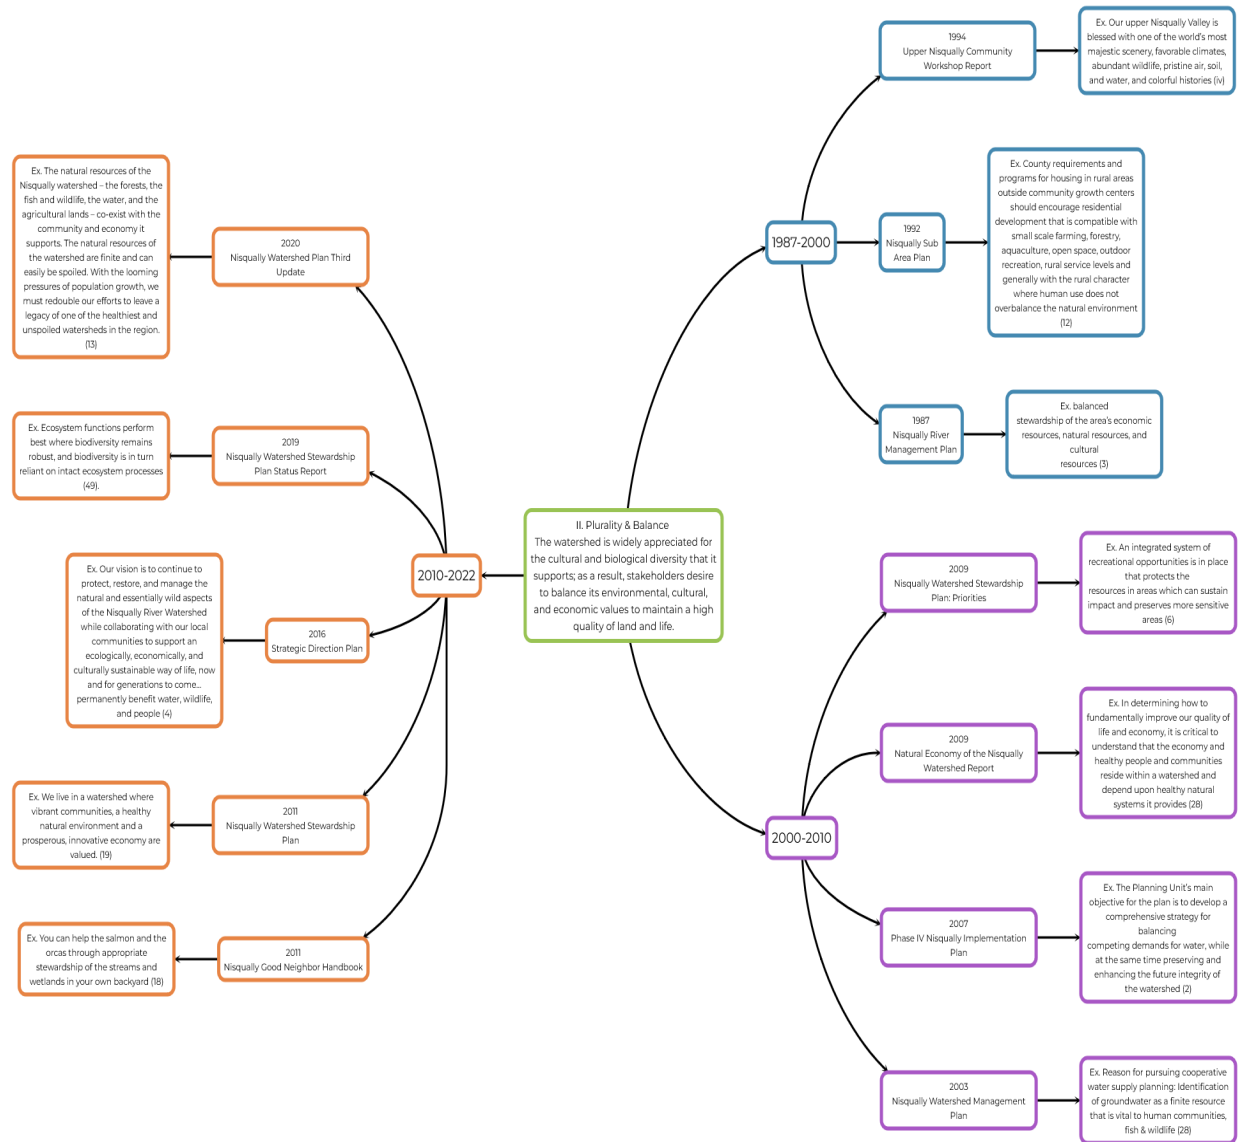 II. Plurality & Balance
The watershed is widely appreciated for
the cultural and biological diversity that it
supports; as a result, stakeholders desire
to balance its environmental, cultural,
and economic values to maintain a high
quality of land and life.
1987-2000
1994
Upper Nisqually Community
Workshop Report
Ex. Our upper Nisqually Valley is
blessed with one of the world's most
majestic scenery, favorable climates,
abundant wildlife, pristine air, soil,
and water, and colorful histories (iv)
1992
Nisqually Sub
Area Plan
Ex. County requirements and
programs for housing in rural areas
outside community growth centers
should encourage residential
development that is compatible with
small scale farming, forestry,
aquaculture, open space, outdoor
recreation, rural service levels and
generally with the rural character
where human use does not
overbalance the natural environment
(12)
1987
Nisqually River
Management Plan
Ex. balanced
stewardship of the area's economic
resources, natural resources, and
cultural
resources (3)
2000-2010
2009
Nisqually Watershed Stewardship
Plan: Priorities
Ex. An integrated system of
recreational opportunities is in place
that protects the
resources in areas which can sustain
impact and preserves more sensitive
areas (6)
2009
Natural Economy of the Nisqually
Watershed Report
Ex. In determining how to
fundamentally improve our quality of
life and economy, it is critical to
understand that the economy and
healthy people and communities
reside within a watershed and
depend upon healthy natural
systems it provides (28)
2007
Phase IV Nisqually Implementation
Plan
Ex. The Planning Unit's main
objective for the plan is to develop a
comprehensive strategy for
balancing
competing demands for water, while
at the same time preserving and
enhancing the future integrity of
the watershed (2)
2003
Nisqually Watershed Management
Plan
Ex. Reason for pursuing cooperative
water supply planning: Identification
of groundwater as a finite resource
that is vital to human communities,
fish & wildlife (28)
2010-2022
2020
Nisqually Watershed Plan Third
Update
Ex. The natural resources of the
Nisqually watershed – the forests, the
fish and wildlife, the water, and the
agricultural lands – co-exist with the
community and economy it
supports. The natural resources of
the watershed are finite and can
easily be spoiled. With the looming
pressures of population growth, we
must redouble our efforts to leave a
legacy of one of the healthiest and
unspoiled watersheds in the region.
(13)
2019
Nisqually Watershed Stewardship
Plan Status Report
Ex. Ecosystem functions perform
best where biodiversity remains
robust, and biodiversity is in turn
reliant on intact ecosystem processes
(49).
2016
Strategic Direction Plan
Ex. Our vision is to continue to
protect, restore, and manage the
natural and essentially wild aspects
of the Nisqually River Watershed
while collaborating with our local
communities to support an
ecologically, economically, and
culturally sustainable way of life, now
and for generations to come...
permanently benefit water, wildlife,
and people (4)
2011
Nisqually Watershed Stewardship
Plan
Ex. We live in a watershed where
vibrant communities, a healthy
natural environment and a
prosperous, innovative economy are
valued. (19)
2011
Nisqually Good Neighbor Handbook
Ex. You can help the salmon and the
orcas through appropriate
stewardship of the streams and
wetlands in your own backyard (18)